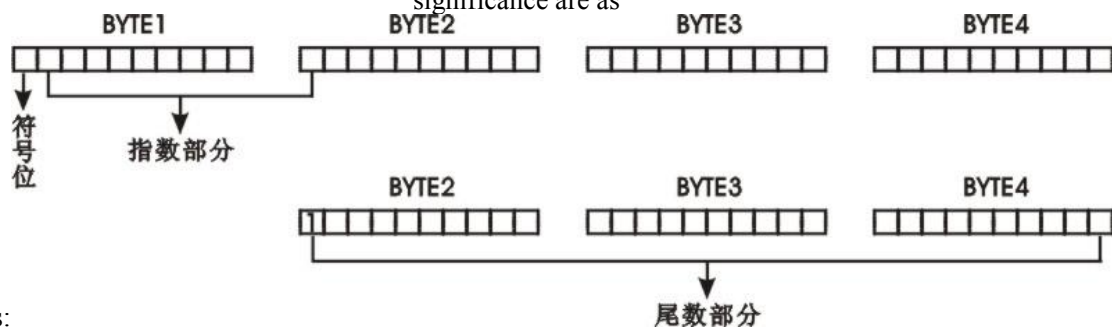 significance are as
BYTE1 BYTE2 BYTE3 BYTE4
符号位
指数部分
BYTE2 BYTE3 BYTE4
尾数部分
s: